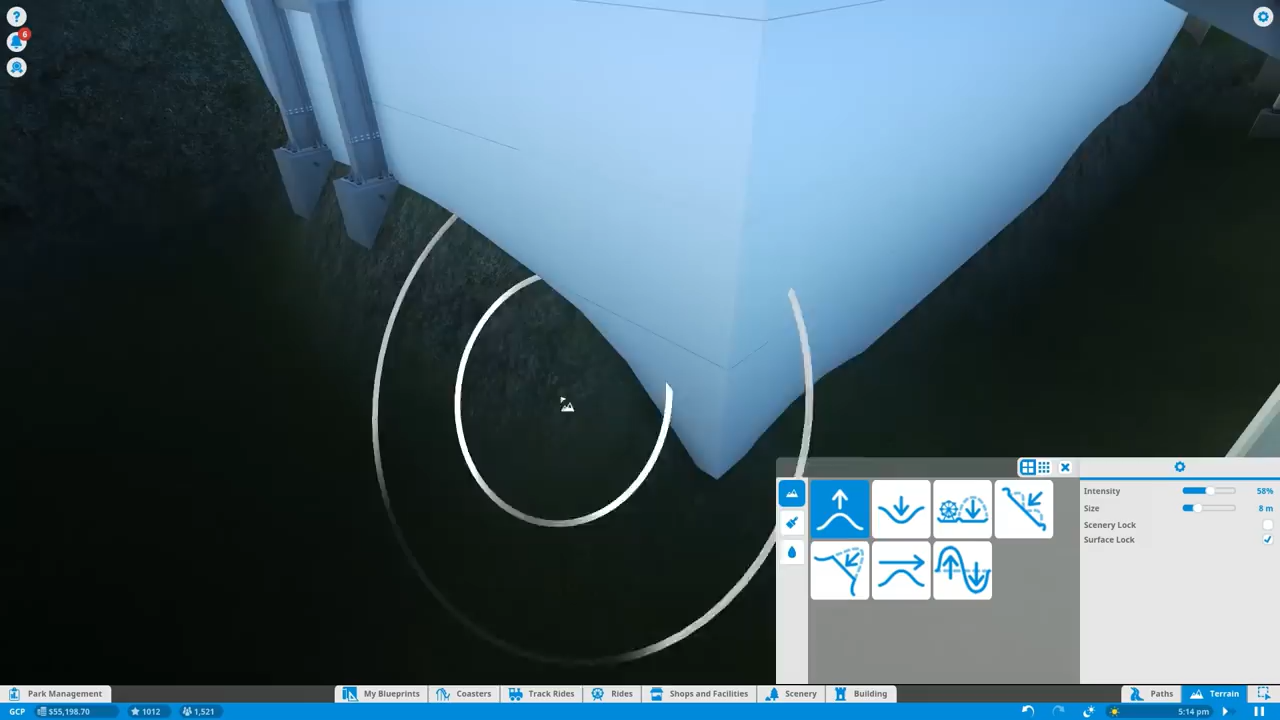 ?
6
Intensity 58%
Size 8 m
Scenery Lock
Surface Lock
Park Management
My Blueprints
Coasters
Track Rides
Rides
Shops and Facilities
Scenery
Building
Paths
Terrain
GCP $55,198.70 1012 1,521
5:14 pm